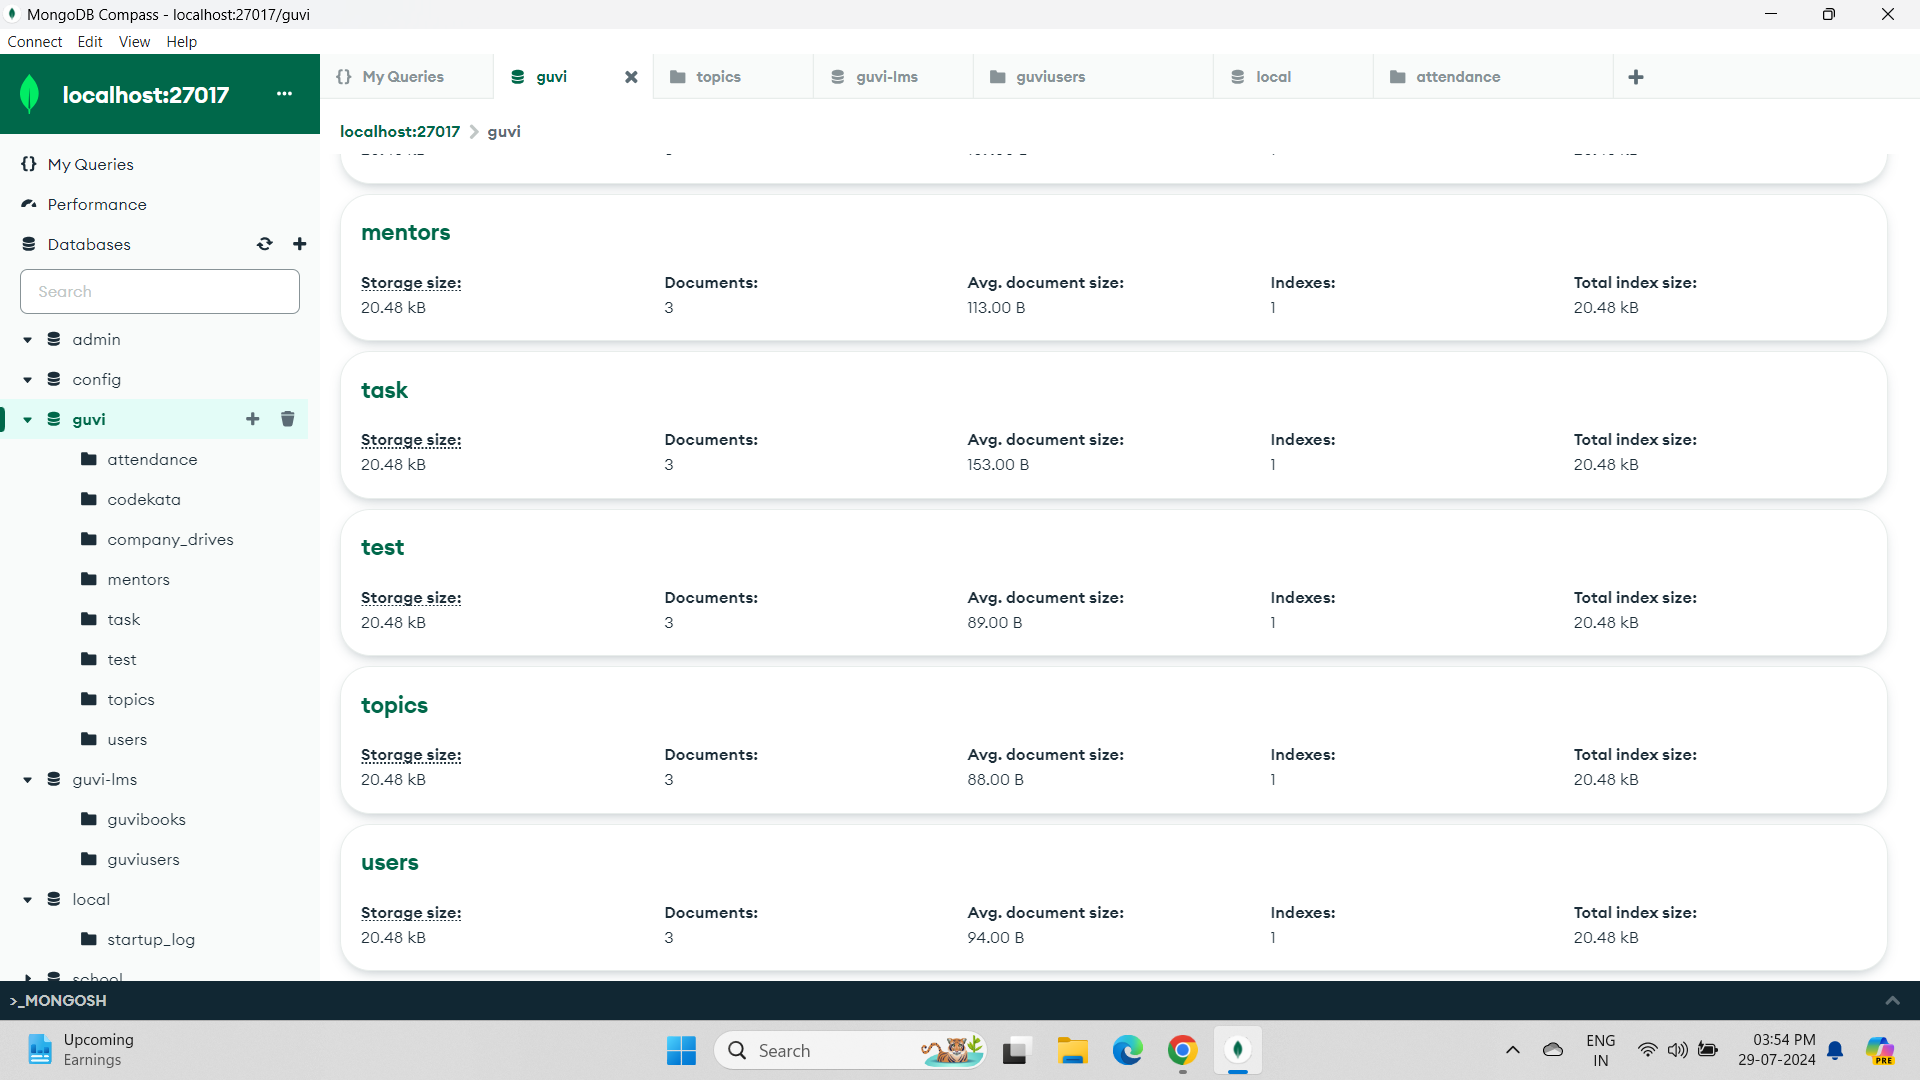 MongoDB Compass - localhost:27017/guvi
Connect Edit View Help
localhost:27017 ...
{} My Queries
guvi
topics
guvi-lms
guviusers
local
attendance
localhost:27017 > guvi
{} My Queries
Performance
Databases
Search
admin
config
guvi
attendance
codekata
company_drives
mentors
task
test
topics
users
guvi-lms
guvibooks
guviusers
local
startup_log
school
mentors
Storage size: Documents: Avg. document size: Indexes: Total index size:
20.48 kB 3 113.00 B 1 20.48 kB
task
Storage size: Documents: Avg. document size: Indexes: Total index size:
20.48 kB 3 153.00 B 1 20.48 kB
test
Storage size: Documents: Avg. document size: Indexes: Total index size:
20.48 kB 3 89.00 B 1 20.48 kB
topics
Storage size: Documents: Avg. document size: Indexes: Total index size:
20.48 kB 3 88.00 B 1 20.48 kB
users
Storage size: Documents: Avg. document size: Indexes: Total index size:
20.48 kB 3 94.00 B 1 20.48 kB
>_MONGOSH
Upcoming
Earnings
Search
ENG
IN
03:54 PM
29-07-2024
PRE